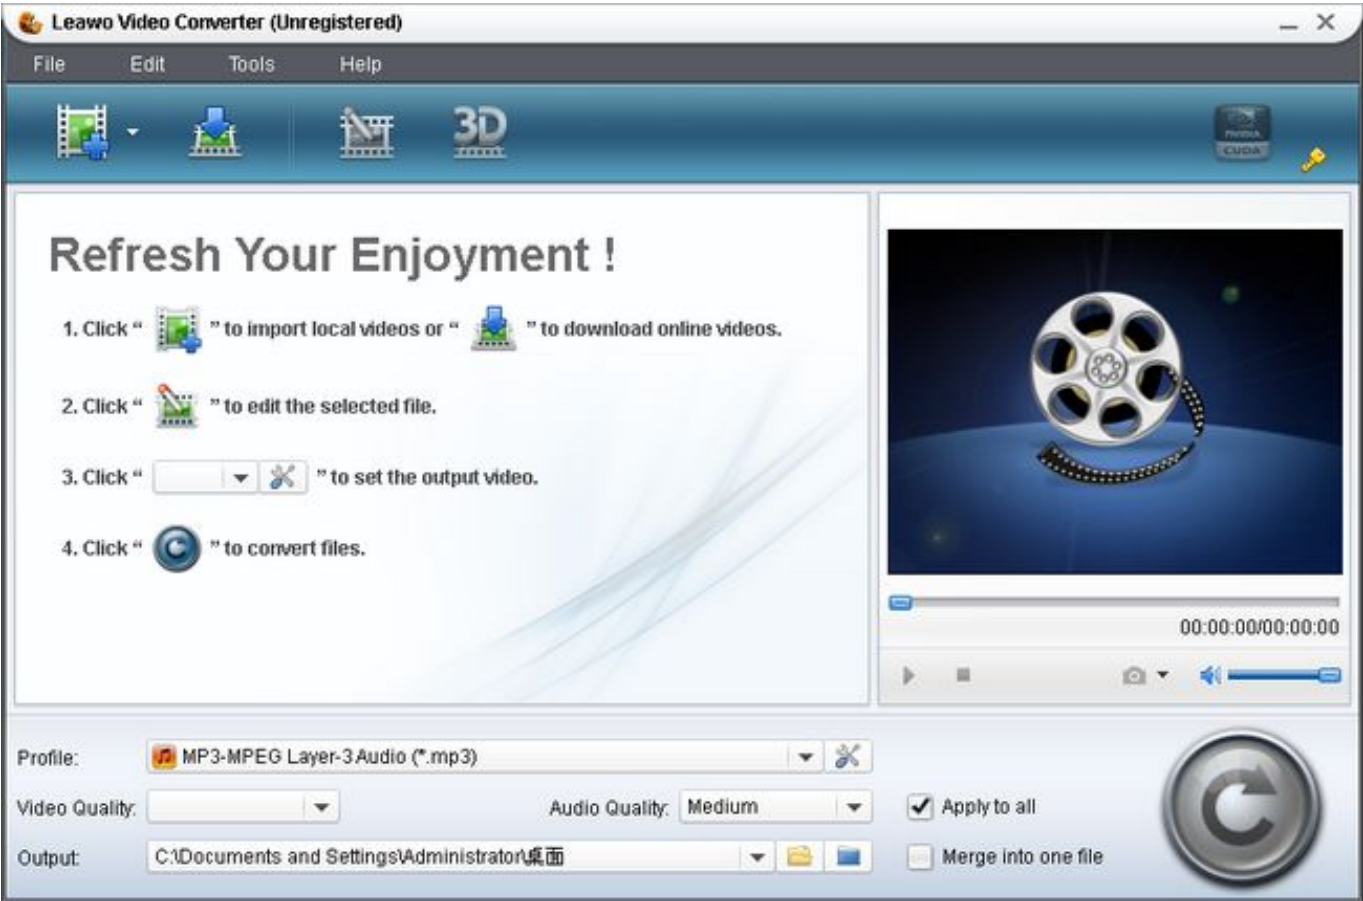 Leawo Video Converter (Unregistered)
File Edit Tools Help
3D
NVIDIA
CUDA
Refresh Your Enjoyment !
1. Click “ ” to import local videos or “ ” to download online videos.
2. Click “ ” to edit the selected file.
3. Click “ ” to set the output video.
4. Click “ ” to convert files.
00:00:00/00:00:00
Profile: MP3-MPEG Layer-3 Audio (*.mp3)
Video Quality: Audio Quality: Medium Apply to all
Output: C:\Documents and Settings\Administrator\桌面 Merge into one file